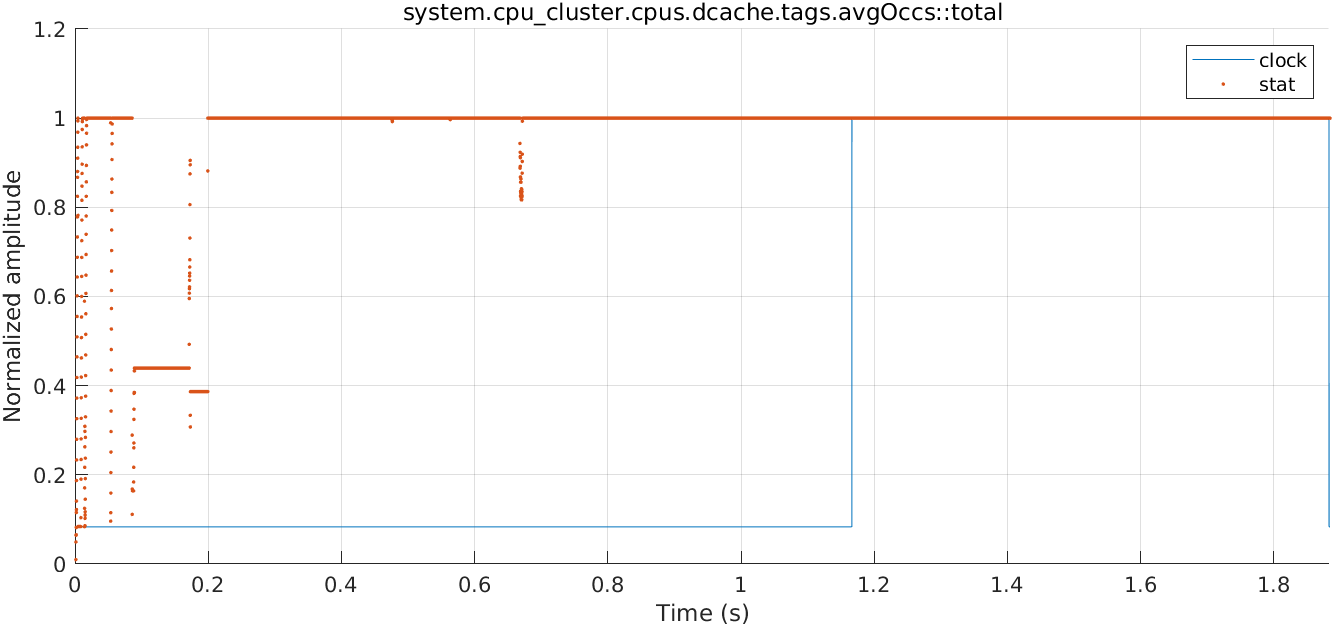 system.cpu_cluster.cpus.dcache.tags.avgOccs::total
1.2
1
0.8
0.6
0.4
0.2
0
Normalized amplitude
clock
stat
0 0.2 0.4 0.6 0.8 1 1.2 1.4 1.6 1.8
Time (s)